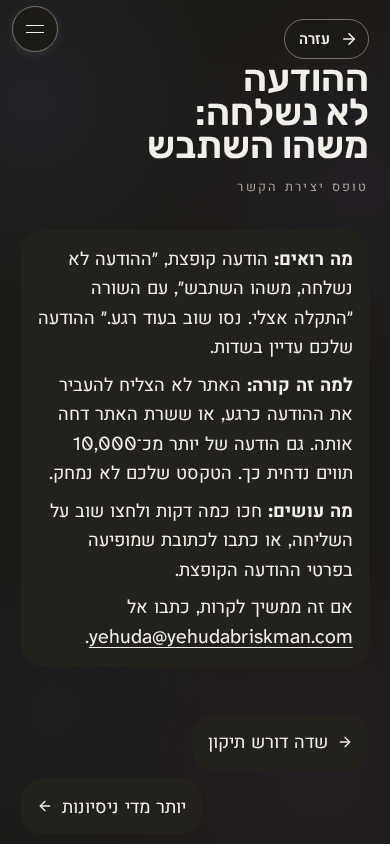 עזרה
ההודעה
לא נשלחה:
משהו השתבש
טופס יצירת הקשר
מה רואים: הודעה קופצת, "ההודעה לא
נשלחה, משהו השתבש", עם השורה
"התקלה אצלי. נסו שוב בעוד רגע." ההודעה
שלכם עדיין בשדות.
למה זה קורה: האתר לא הצליח להעביר
את ההודעה כרגע, או ששרת האתר דחה
אותה. גם הודעה של יותר מכ־10,000
תווים נדחית כך. הטקסט שלכם לא נמחק.
מה עושים: חכו כמה דקות ולחצו שוב על
השליחה, או כתבו לכתובת שמופיעה
בפרטי ההודעה הקופצת.
אם זה ממשיך לקרות, כתבו אל
yehuda@yehudabriskman.com.
שדה דורש תיקון
יותר מדי ניסיונות